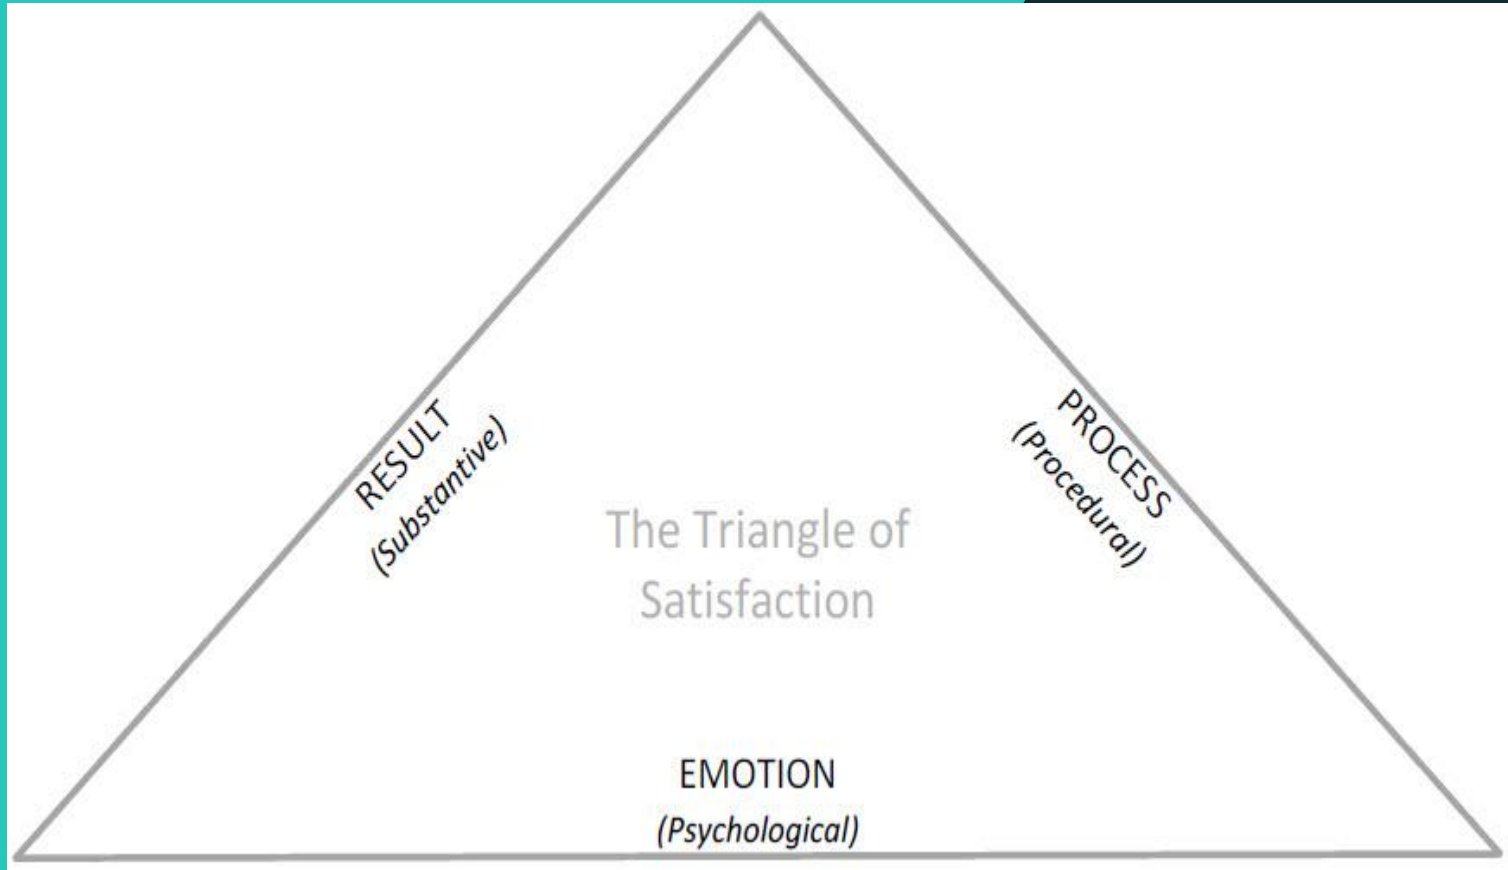 RESULT
(Substantive)
PROCESS
(Procedural)
The Triangle of
Satisfaction
EMOTION
(Psychological)